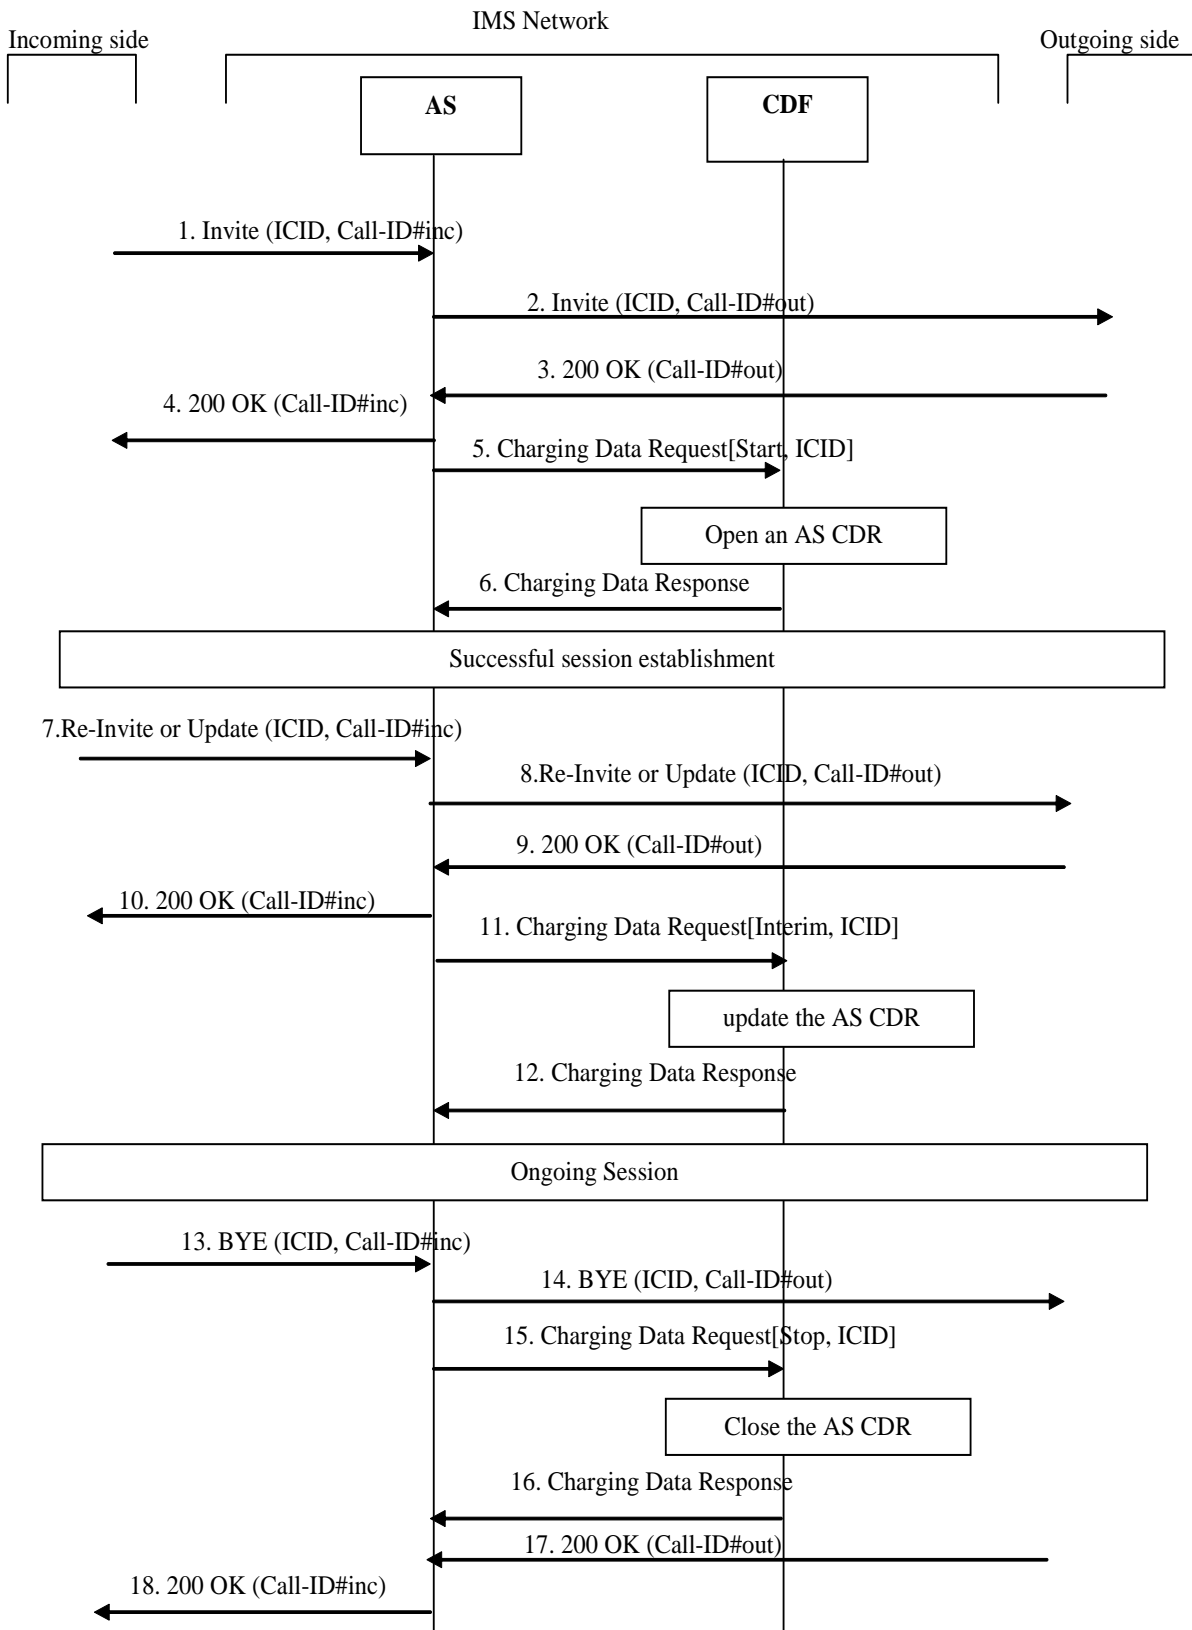 IMS Network
Incoming side
Outgoing side
AS
CDF
1. Invite (ICID, Call-ID#inc)
2. Invite (ICID, Call-ID#out)
3. 200 OK (Call-ID#out)
4. 200 OK (Call-ID#inc)
5. Charging Data Request[Start, ICID]
Open an AS CDR
6. Charging Data Response
Successful session establishment
7.Re-Invite or Update (ICID, Call-ID#inc)
8.Re-Invite or Update (ICID, Call-ID#out)
9. 200 OK (Call-ID#out)
10. 200 OK (Call-ID#inc)
11. Charging Data Request[Interim, ICID]
update the AS CDR
12. Charging Data Response
Ongoing Session
13. BYE (ICID, Call-ID#inc)
14. BYE (ICID, Call-ID#out)
15. Charging Data Request[Stop, ICID]
Close the AS CDR
16. Charging Data Response
17. 200 OK (Call-ID#out)
18. 200 OK (Call-ID#inc)